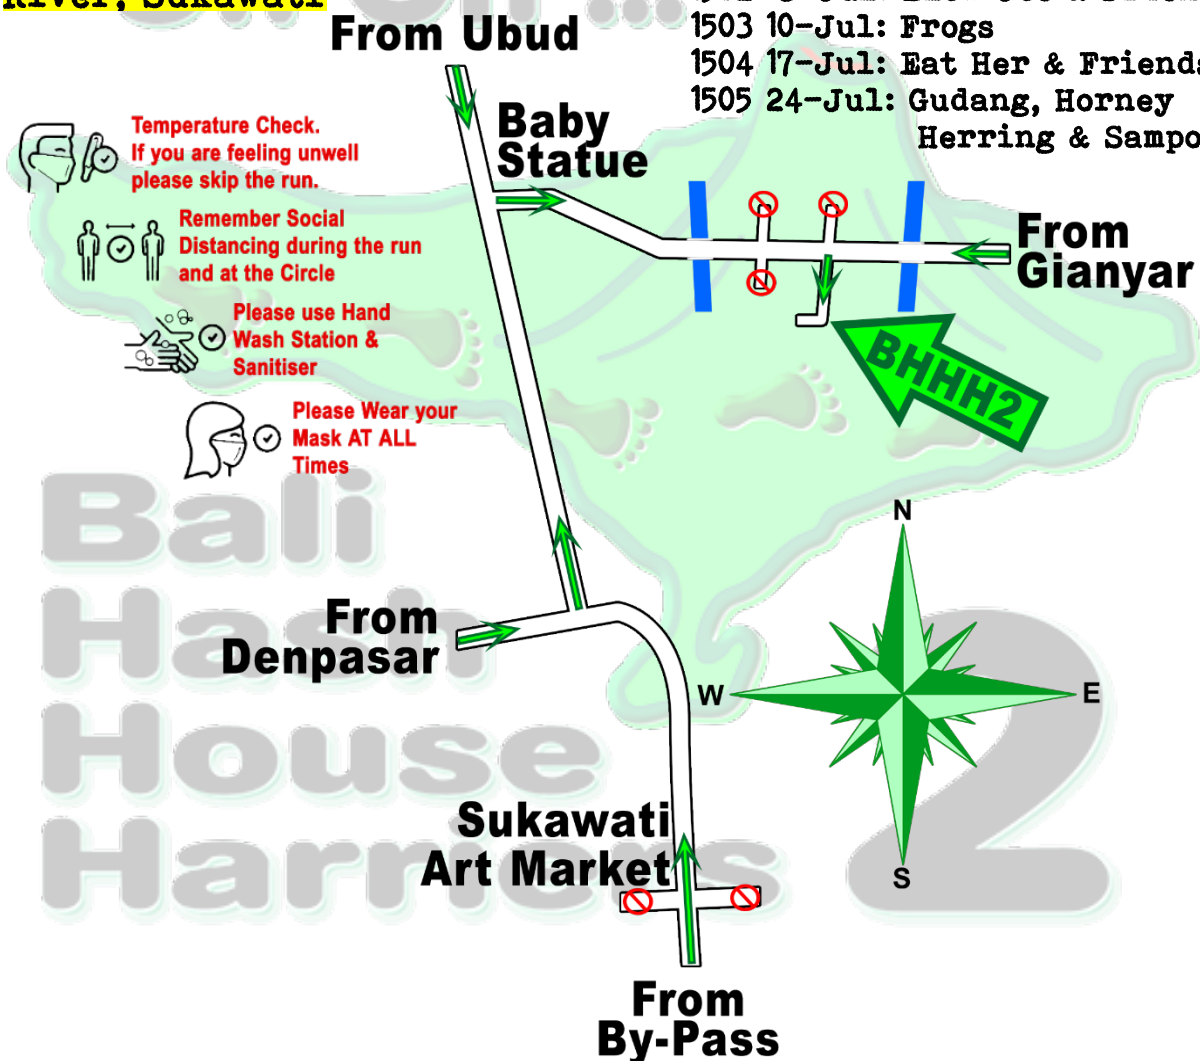 River, Sukawati
1503 10-Jul: Frogs
1504 17-Jul: Eat Her & Friends
1505 24-Jul: Gudang, Horney
Herring & Sampo
From Ubud
Baby
Statue
Temperature Check.
If you are feeling unwell
please skip the run.
Remember Social
Distancing during the run
and at the Circle
Please use Hand
Wash Station &
Sanitiser
Please Wear your
Mask AT ALL
Times
From
Gianyar
BHHH2
Bali
Hash
House
Harriers 2
N
W
E
S
From
Denpasar
Sukawati
Art Market
From
By-Pass